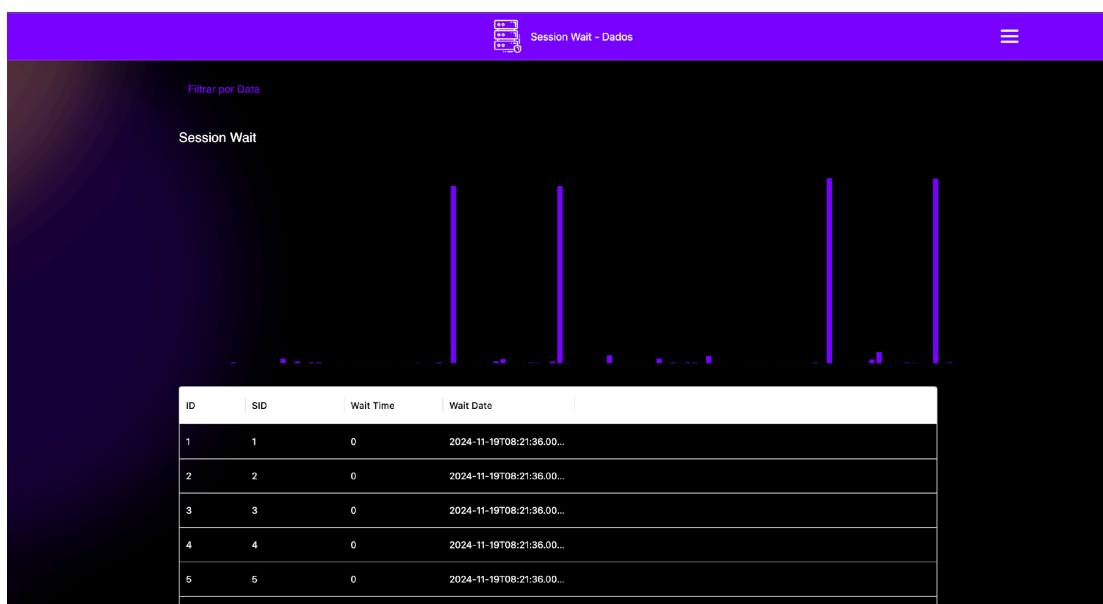 Session Wait - Dados
Filtrar por Data
Session Wait
ID SID Wait Time Wait Date
1 1 0 2024-11-19T08:21:36.00...
2 2 0 2024-11-19T08:21:36.00...
3 3 0 2024-11-19T08:21:36.00...
4 4 0 2024-11-19T08:21:36.00...
5 5 0 2024-11-19T08:21:36.00...